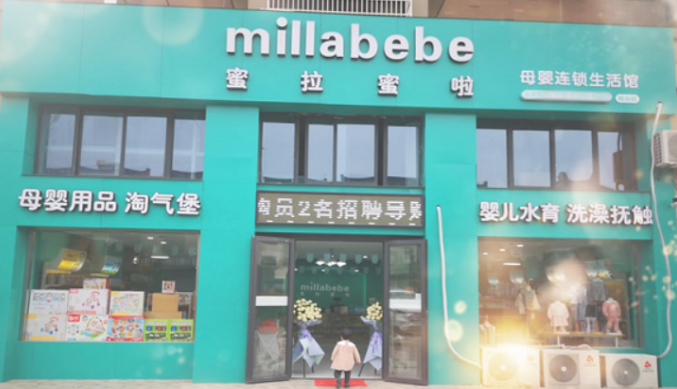 millabebe
蜜拉蜜啦
母婴连锁生活馆
母婴用品 淘气堡
员2名招聘导
婴儿水育 洗澡抚触
millabebe